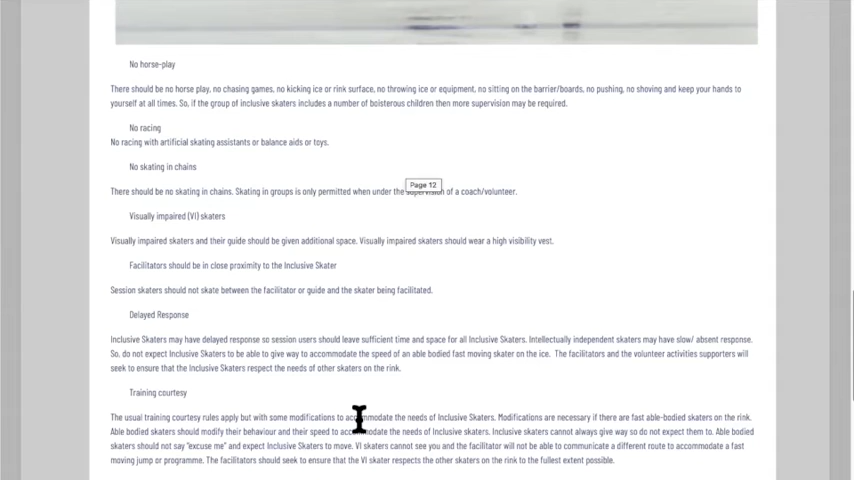 No horse-play
There should be no horse play, no chasing games, no kicking ice or rink surface, no throwing ice or equipment, no sitting on the barrier/boards, no pushing, no shoving and keep your hands to
yourself at all times. So, if the group of inclusive skaters includes a number of boisterous children then more supervision may be required.
No racing
No racing with artificial skating assistants or balance aids or toys.
No skating in chains
Page 12
There should be no skating in chains. Skating in groups is only permitted when under the supervision of a coach/volunteer.
Visually impaired (VI) skaters
Visually impaired skaters and their guide should be given additional space. Visually impaired skaters should wear a high visibility vest.
Facilitators should be in close proximity to the Inclusive Skater
Session skaters should not skate between the facilitator or guide and the skater being facilitated.
Delayed Response
Inclusive Skaters may have delayed response so session users should leave sufficient time and space for all Inclusive Skaters. Intellectually independent skaters may have slow/ absent response.
So, do not expect Inclusive Skaters to be able to give way to accommodate the speed of an able bodied fast moving skater on the ice. The facilitators and the volunteer activities supporters will
seek to ensure that the Inclusive Skaters respect the needs of other skaters on the rink.
Training courtesy
The usual training courtesy rules apply but with some modifications to accommodate the needs of Inclusive Skaters. Modifications are necessary if there are fast able-bodied skaters on the rink.
Able bodied skaters should modify their behaviour and their speed to accommodate the needs of Inclusive skaters. Inclusive skaters cannot always give way so do not expect them to. Able bodied
skaters should not say "excuse me" and expect Inclusive Skaters to move. VI skaters cannot see you and the facilitator will not be able to communicate a different route to accommodate a fast
moving jump or programme. The facilitators should seek to ensure that the VI skater respects the other skaters on the rink to the fullest extent possible.